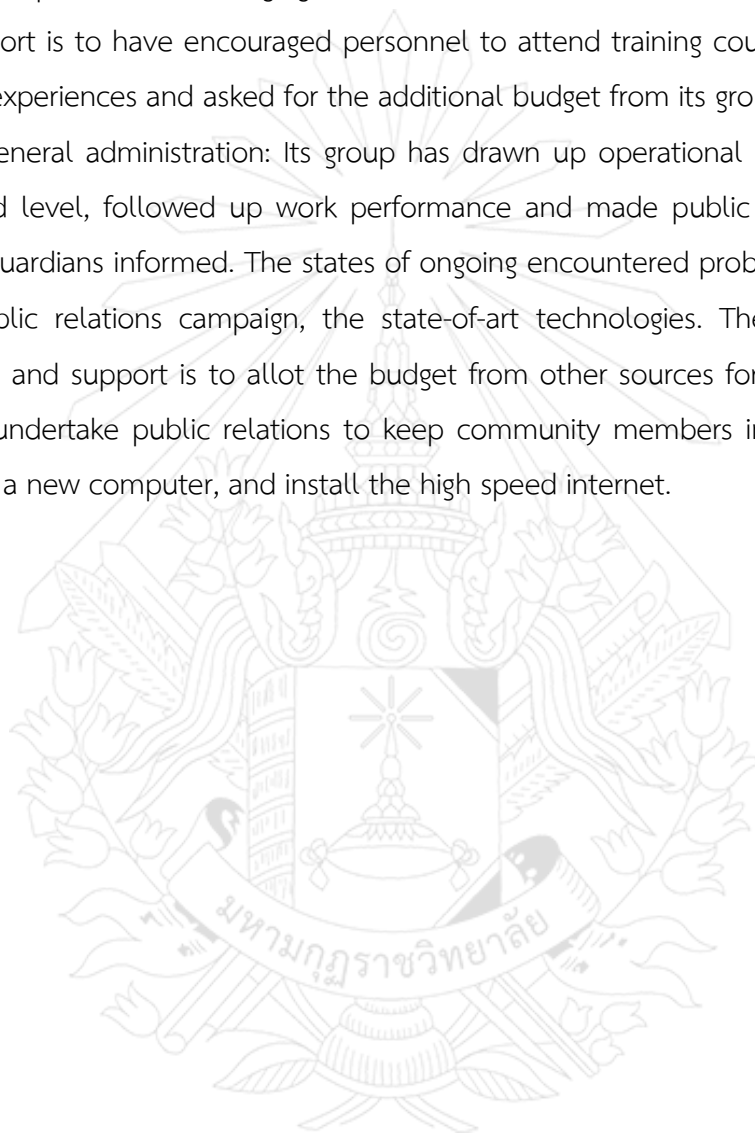 ort is to have encouraged personnel to attend training cou
experiences and asked for the additional budget from its gro
eneral administration: Its group has drawn up operational
d level, followed up work performance and made public
uardians informed. The states of ongoing encountered prob
olic relations campaign, the state-of-art technologies. The
and support is to allot the budget from other sources for
undertake public relations to keep community members i
a new computer, and install the high speed internet.
มหามกุฏราชวิทยาลัย